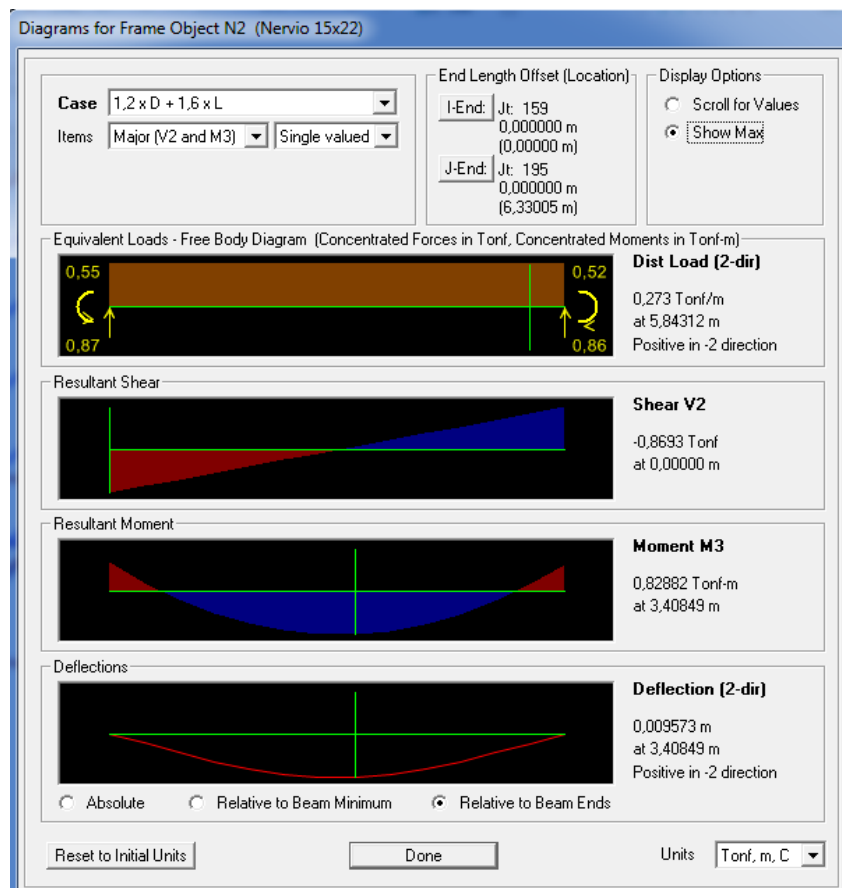 Diagrams for Frame Object N2 (Nervio 15x22)
Case 1,2 x D + 1,6 x L
Items Major (V2 and M3) Single valued
End Length Offset (Location)
I-End: Jt: 159
0,000000 m
(0,00000 m)
J-End: Jt: 195
0,000000 m
(6,33005 m)
Display Options
Scroll for Values
Show Max
Equivalent Loads - Free Body Diagram (Concentrated Forces in Tonf, Concentrated Moments in Tonf-m)
0,55 0,52
0,87 0,86
Dist Load (2-dir)
0,273 Tonf/m
at 5,84312 m
Positive in -2 direction
Resultant Shear
Shear V2
-0,8693 Tonf
at 0,00000 m
Resultant Moment
Moment M3
0,82882 Tonf-m
at 3,40849 m
Deflections
Deflection (2-dir)
0,009573 m
at 3,40849 m
Positive in -2 direction
Absolute Relative to Beam Minimum Relative to Beam Ends
Reset to Initial Units Done Units Tonf, m, C